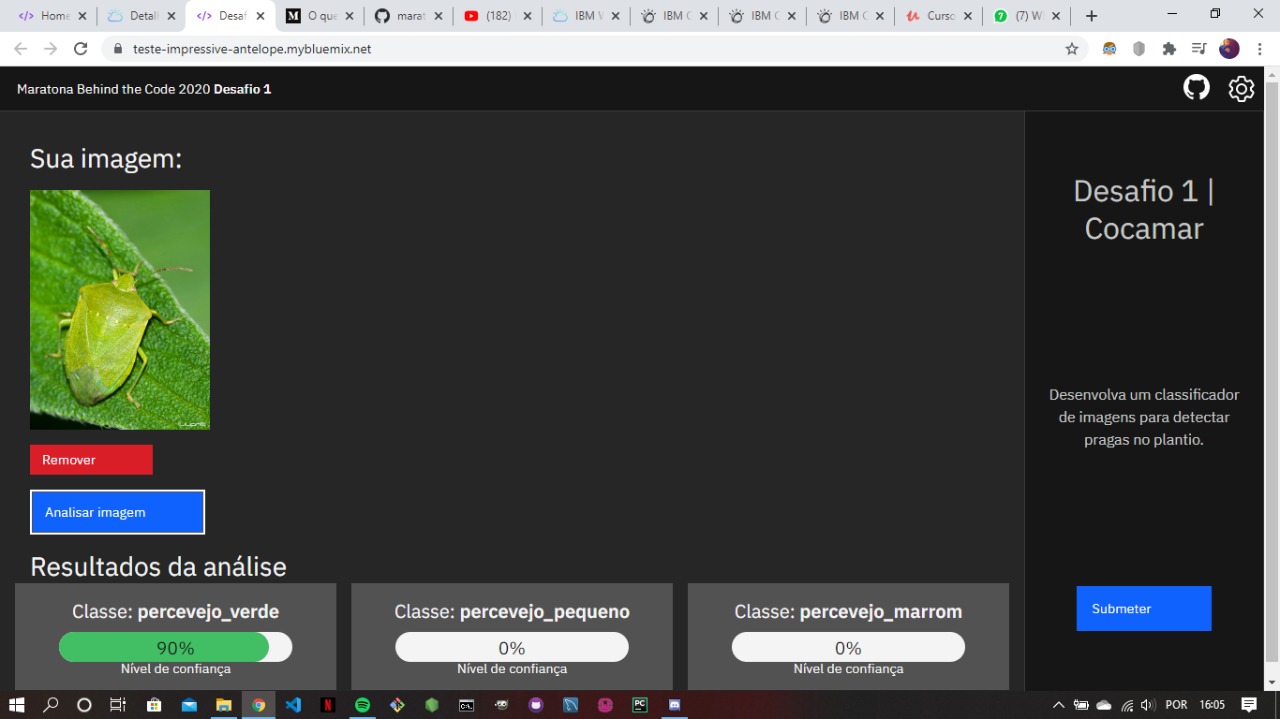 Home
Detall
Desaf
O que
marat
(182)
IBM W
IBM C
IBM C
IBM C
Curso
(7) W
teste-impressive-antelope.mybluemix.net
Maratona Behind the Code 2020 Desafio 1
Sua imagem:
Remover
Analisar imagem
Resultados da análise
Classe: percevejo_verde
90%
Nível de confiança
Classe: percevejo_pequeno
0%
Nível de confiança
Classe: percevejo_marrom
0%
Nível de confiança
Desafio 1 |
Cocamar
Desenvolva um classificador
de imagens para detectar
pragas no plantio.
Submeter
POR
16:05